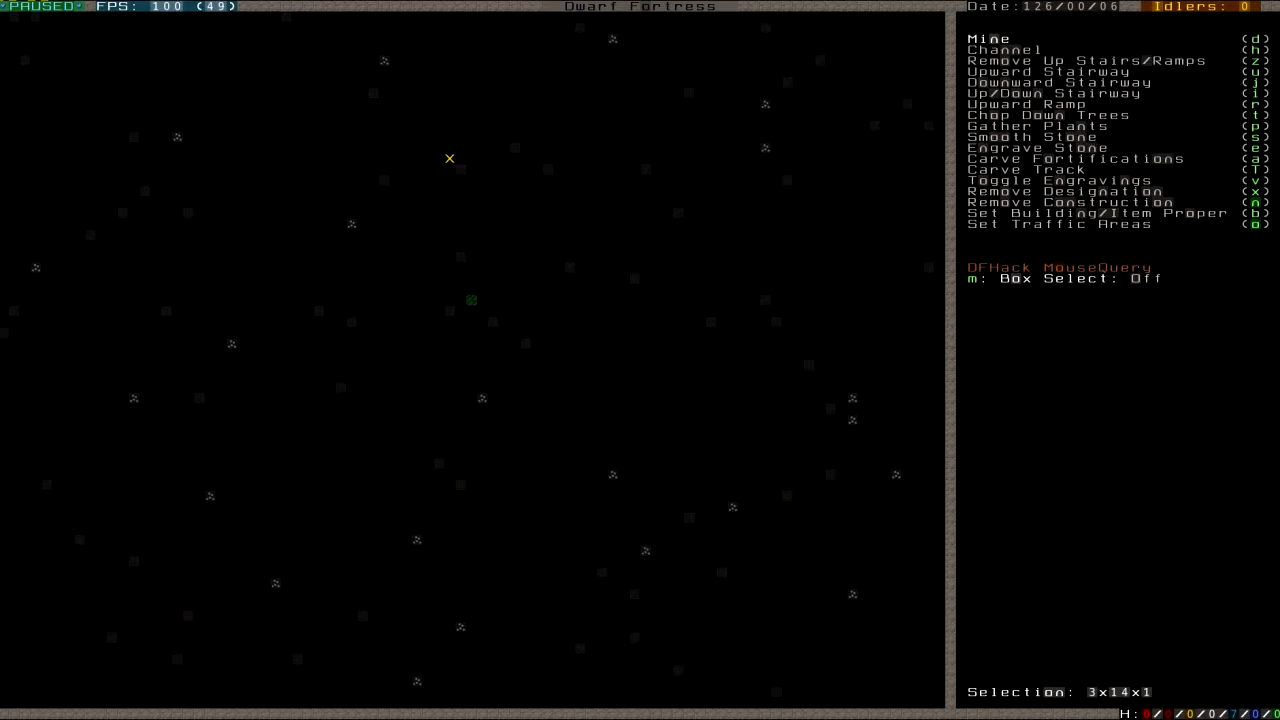 *PAUSED* FPS: 100 (49) Dwarf Fortress Date:126/00/06 Idlers: 0
Mine (d)
Channel (h)
Remove Up Stairs/Ramps (z)
Upward Stairway (u)
Downward Stairway (j)
Up/Down Stairway (i)
Upward Ramp (r)
Chop Down Trees (t)
Gather Plants (p)
Smooth Stone (s)
Engrave Stone (e)
Carve Fortifications (a)
Carve Track (T)
Toggle Engravings (v)
Remove Designation (x)
Remove Construction (n)
Set Building/Item Proper (b)
Set Traffic Areas (o)
DFHack MouseQuery
m: Box Select: Off
Selection: 3x14x1
H: